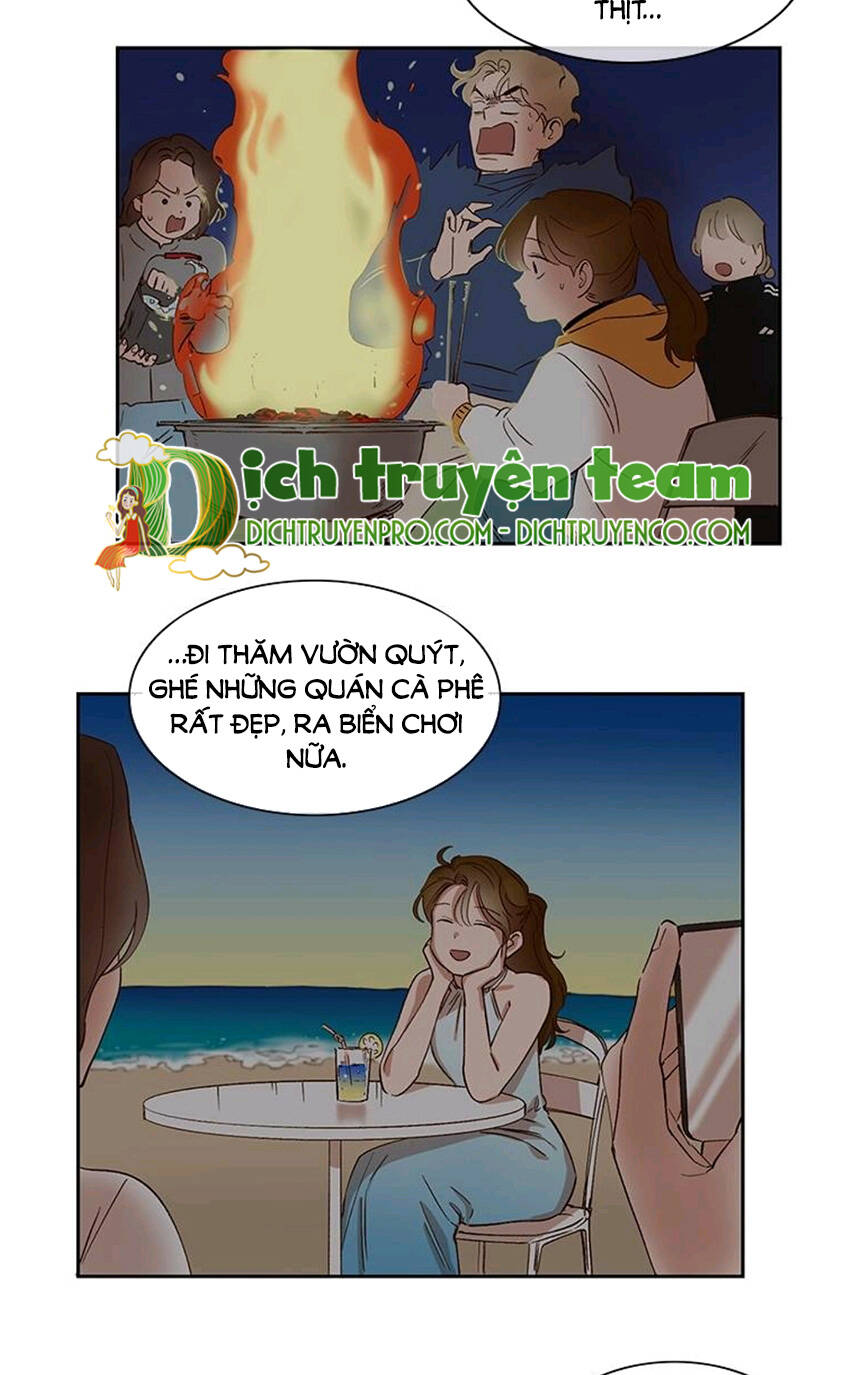 THỊT...
Dịch truyện team
DICHTRUYENPRO.COM - DICHTRUYENCO.COM
...ĐI THĂM VƯỜN QUÝT,
GHÉ NHỮNG QUÁN CÀ PHÊ
RẤT ĐẸP, RA BIỂN CHƠI
NỮA.